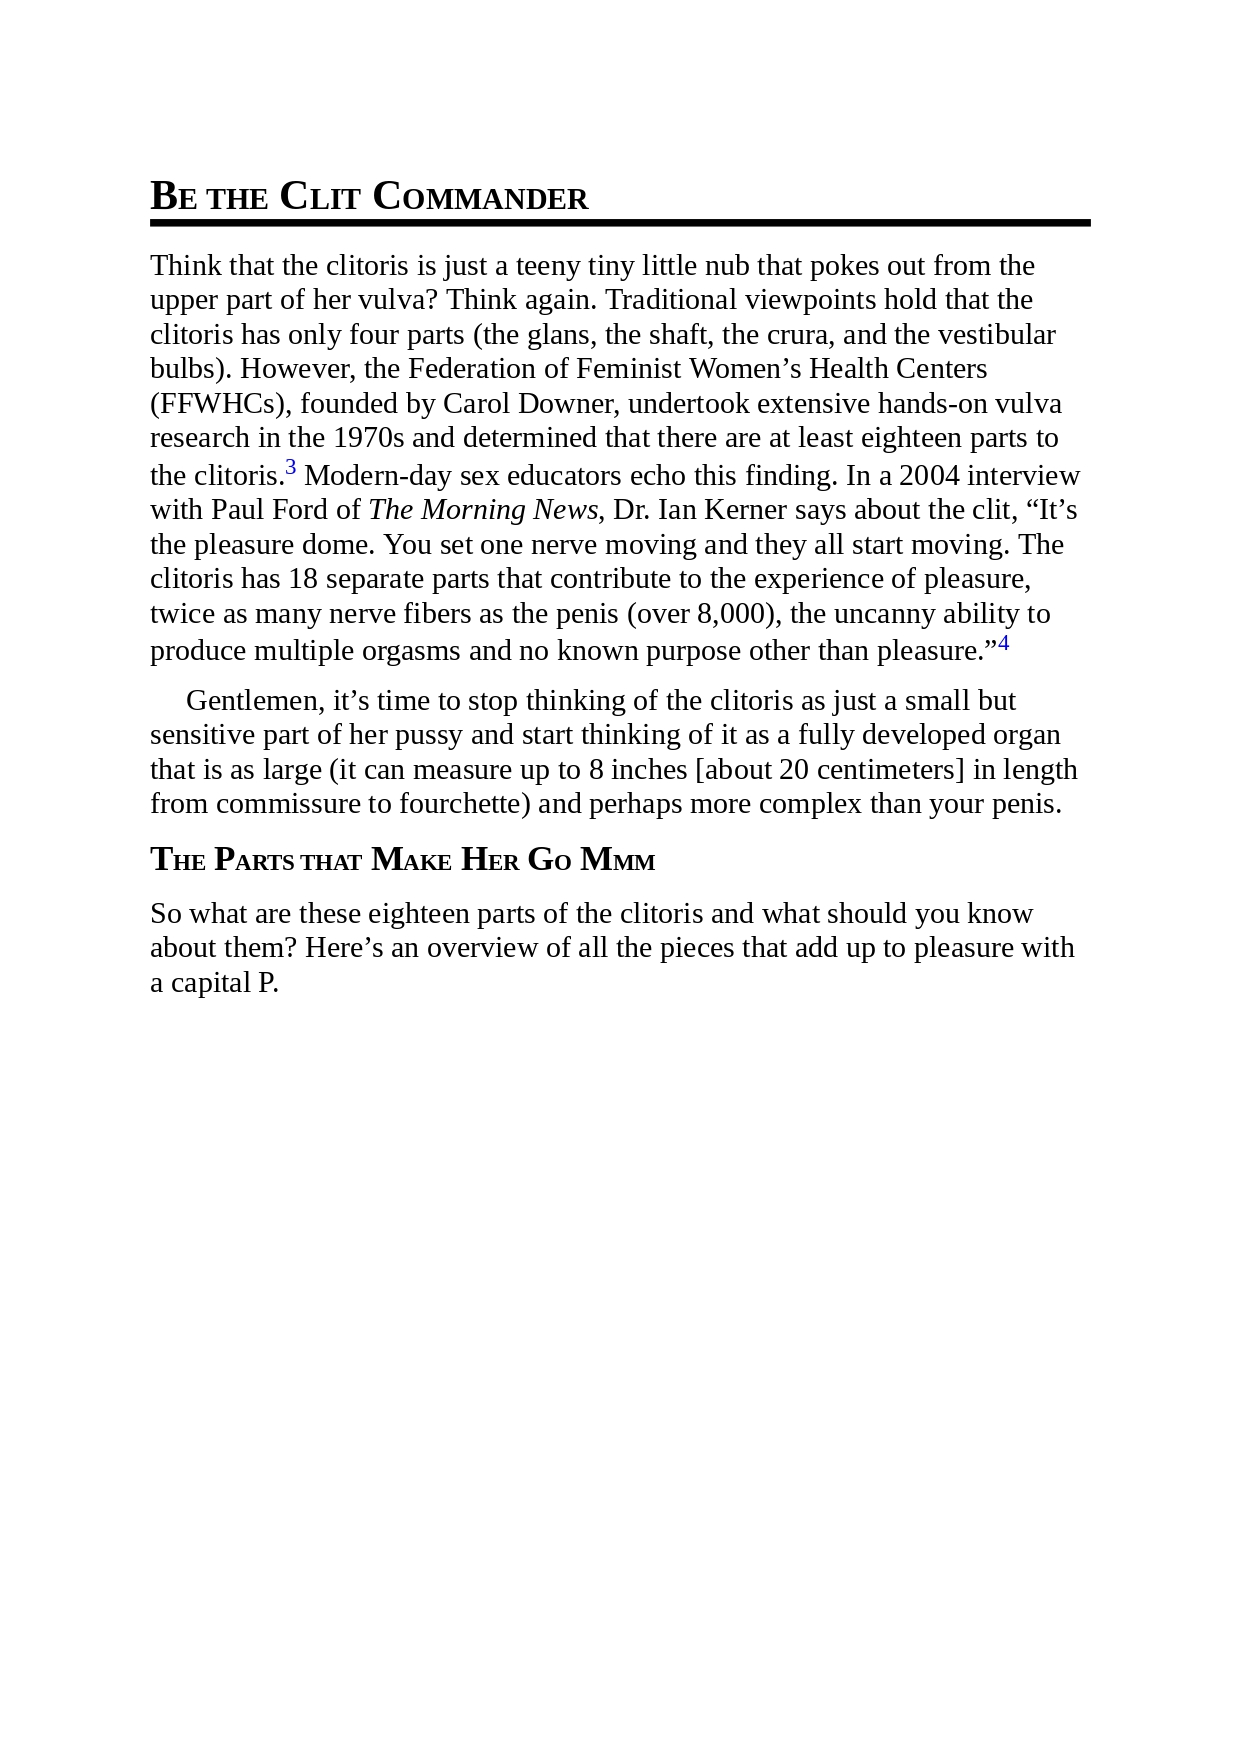 Be the Clit Commander
Think that the clitoris is just a teeny tiny little nub that pokes out from the
upper part of her vulva? Think again. Traditional viewpoints hold that the
clitoris has only four parts (the glans, the shaft, the crura, and the vestibular
bulbs). However, the Federation of Feminist Women’s Health Centers
(FFWHCs), founded by Carol Downer, undertook extensive hands-on vulva
research in the 1970s and determined that there are at least eighteen parts to
the clitoris.3 Modern-day sex educators echo this finding. In a 2004 interview
with Paul Ford of The Morning News, Dr. Ian Kerner says about the clit, “It’s
the pleasure dome. You set one nerve moving and they all start moving. The
clitoris has 18 separate parts that contribute to the experience of pleasure,
twice as many nerve fibers as the penis (over 8,000), the uncanny ability to
produce multiple orgasms and no known purpose other than pleasure.”4
Gentlemen, it’s time to stop thinking of the clitoris as just a small but
sensitive part of her pussy and start thinking of it as a fully developed organ
that is as large (it can measure up to 8 inches [about 20 centimeters] in length
from commissure to fourchette) and perhaps more complex than your penis.
The Parts that Make Her Go Mmm
So what are these eighteen parts of the clitoris and what should you know
about them? Here’s an overview of all the pieces that add up to pleasure with
a capital P.